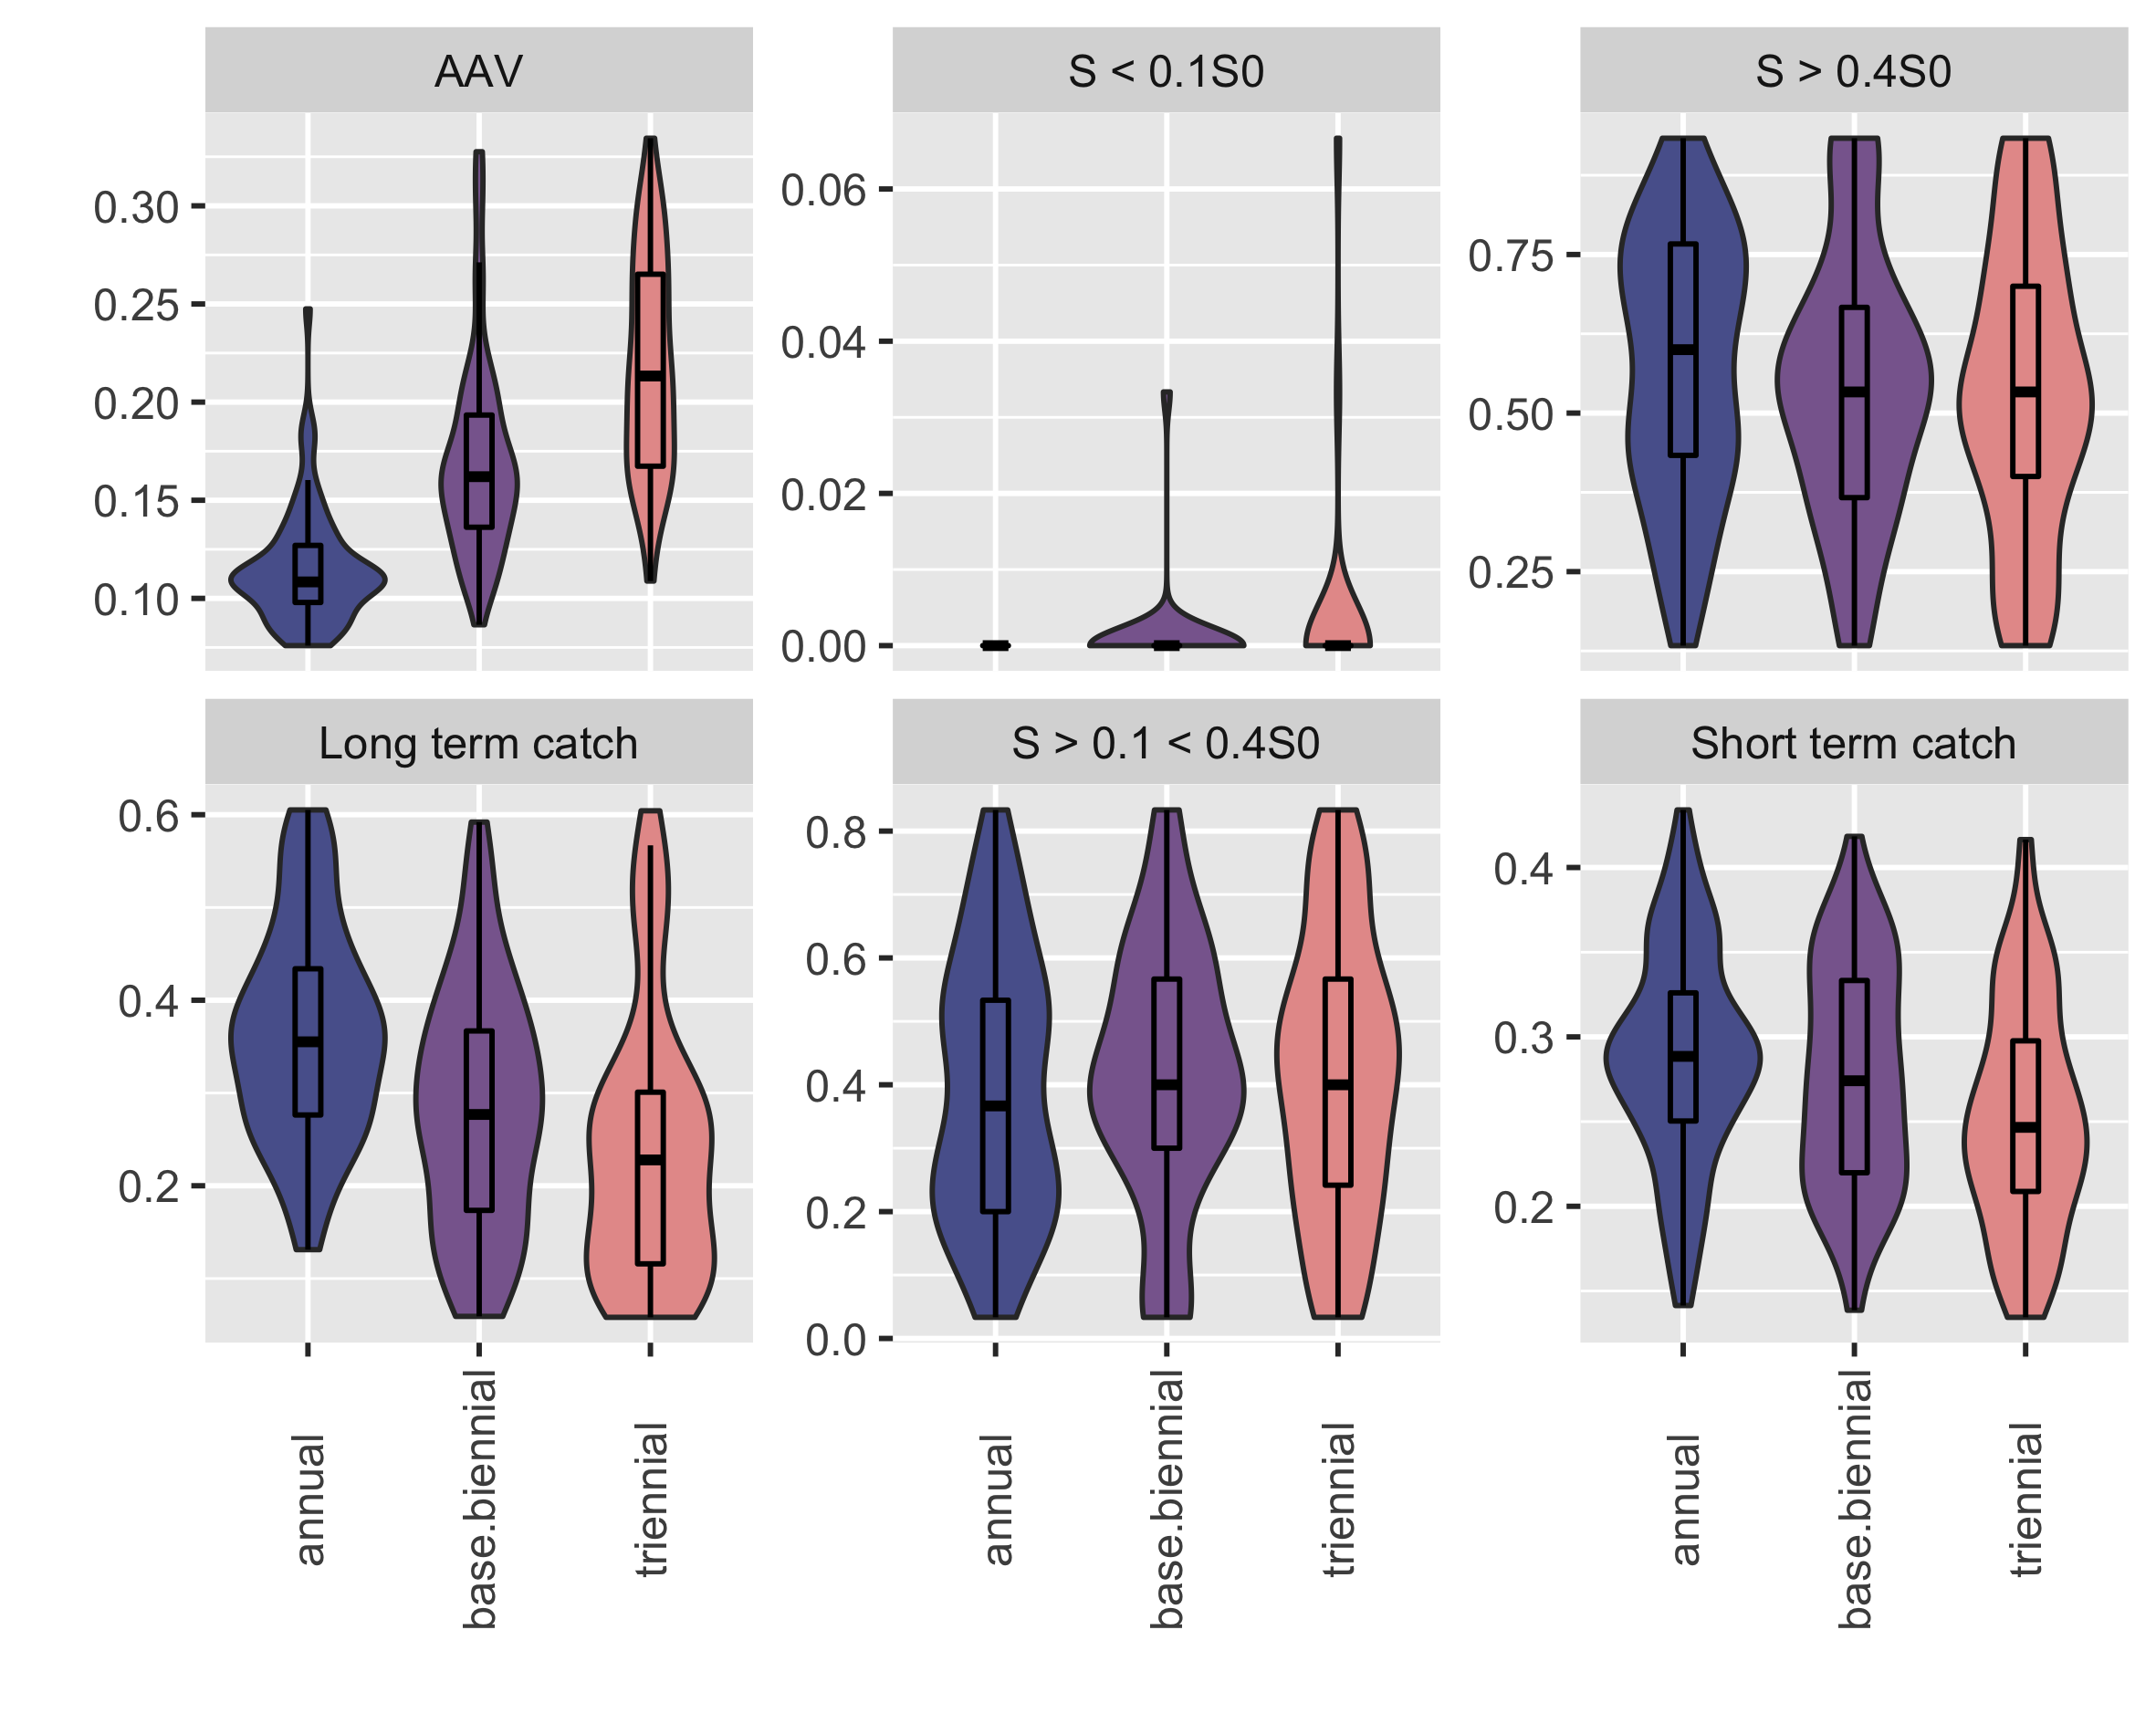 AAV
S < 0.1S0
S > 0.4S0
0.30
0.25
0.20
0.15
0.10
0.06
0.04
0.02
0.00
0.75
0.50
0.25
Long term catch
S > 0.1 < 0.4S0
Short term catch
0.6
0.4
0.2
0.8
0.6
0.4
0.2
0.0
0.4
0.3
0.2
annual
base.biennial
triennial
annual
base.biennial
triennial
annual
base.biennial
triennial